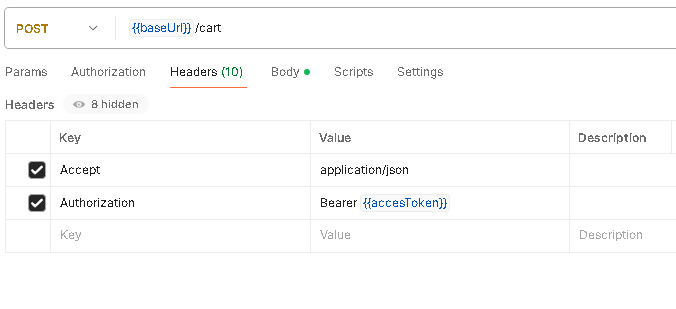 POST {{baseUrl}} /cart
Params Authorization Headers (10) Body Scripts Settings
Headers 8 hidden
Key Value Description
Accept application/json
Authorization Bearer {{accesToken}}
Key Value Description